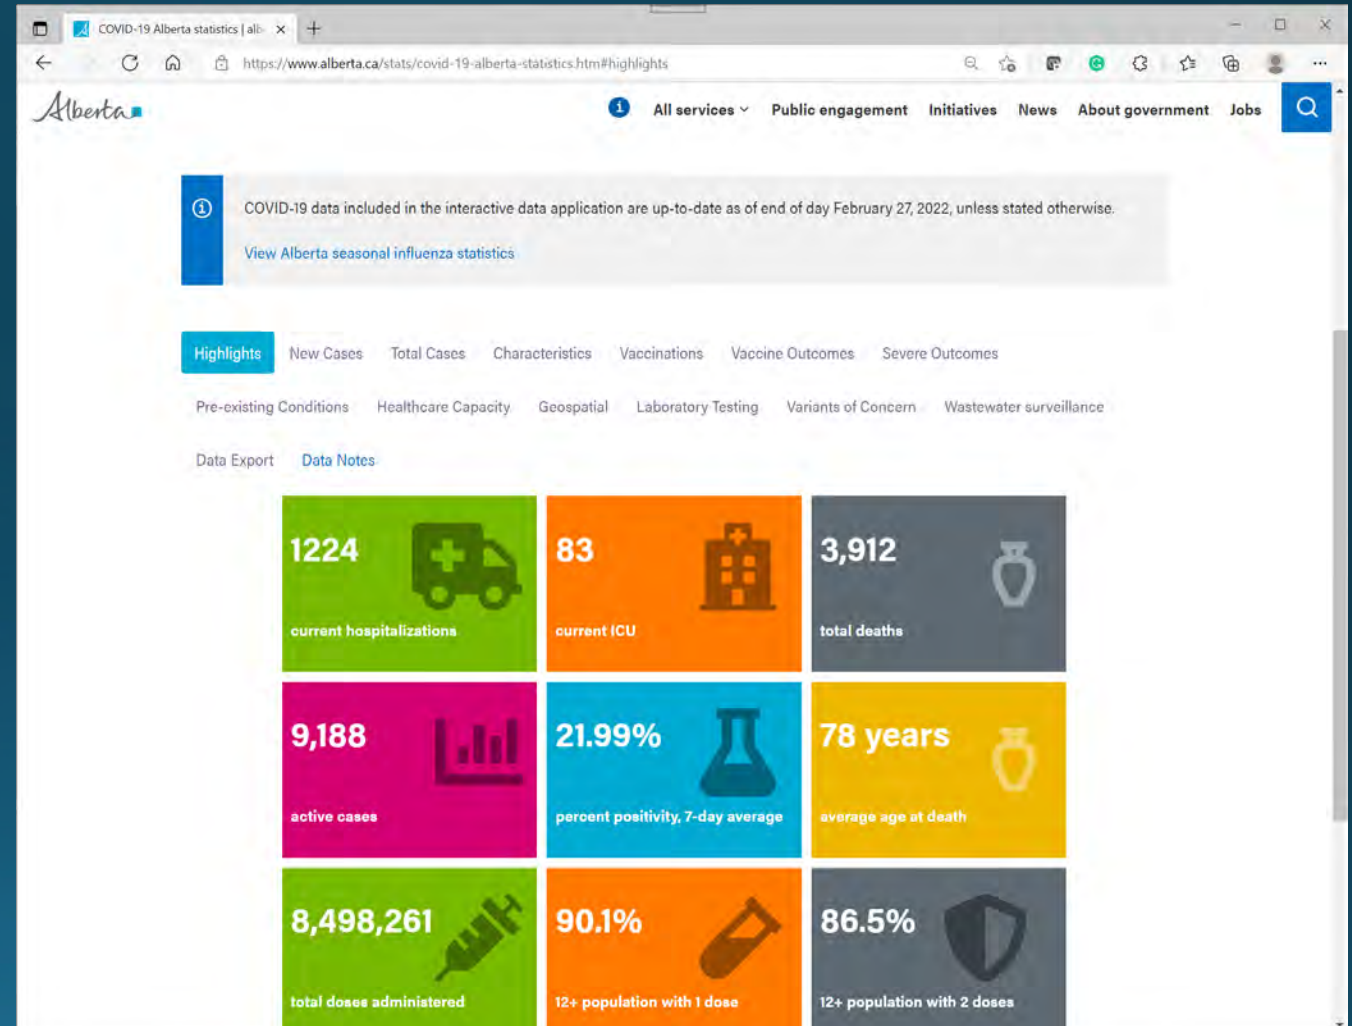 COVID-19 Alberta statistics | alb
https://www.alberta.ca/stats/covid-19-alberta-statistics.htm#highlights
Alberta
All services Public engagement Initiatives News About government Jobs
COVID-19 data included in the interactive data application are up-to-date as of end of day February 27, 2022, unless stated otherwise.
View Alberta seasonal influenza statistics
Highlights New Cases Total Cases Characteristics Vaccinations Vaccine Outcomes Severe Outcomes
Pre-existing Conditions Healthcare Capacity Geospatial Laboratory Testing Variants of Concern Wastewater surveillance
Data Export Data Notes
1224
current hospitalizations
83
current ICU
3,912
total deaths
9,188
active cases
21.99%
percent positivity, 7-day average
78 years
average age at death
8,498,261
total doses administered
90.1%
12+ population with 1 dose
86.5%
12+ population with 2 doses